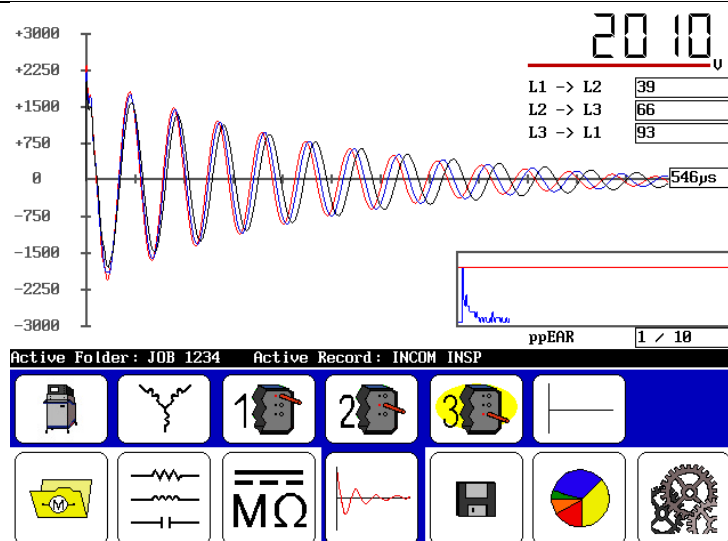 +3000
2010 V
+2250
L1 -> L2 39
+1500
L2 -> L3 66
L3 -> L1 93
+750
0
546µs
-750
-1500
-2250
-3000
ppEAR 1 / 10
Active Folder: JOB 1234 Active Record: INCOM INSP
1 2 3
M MΩ